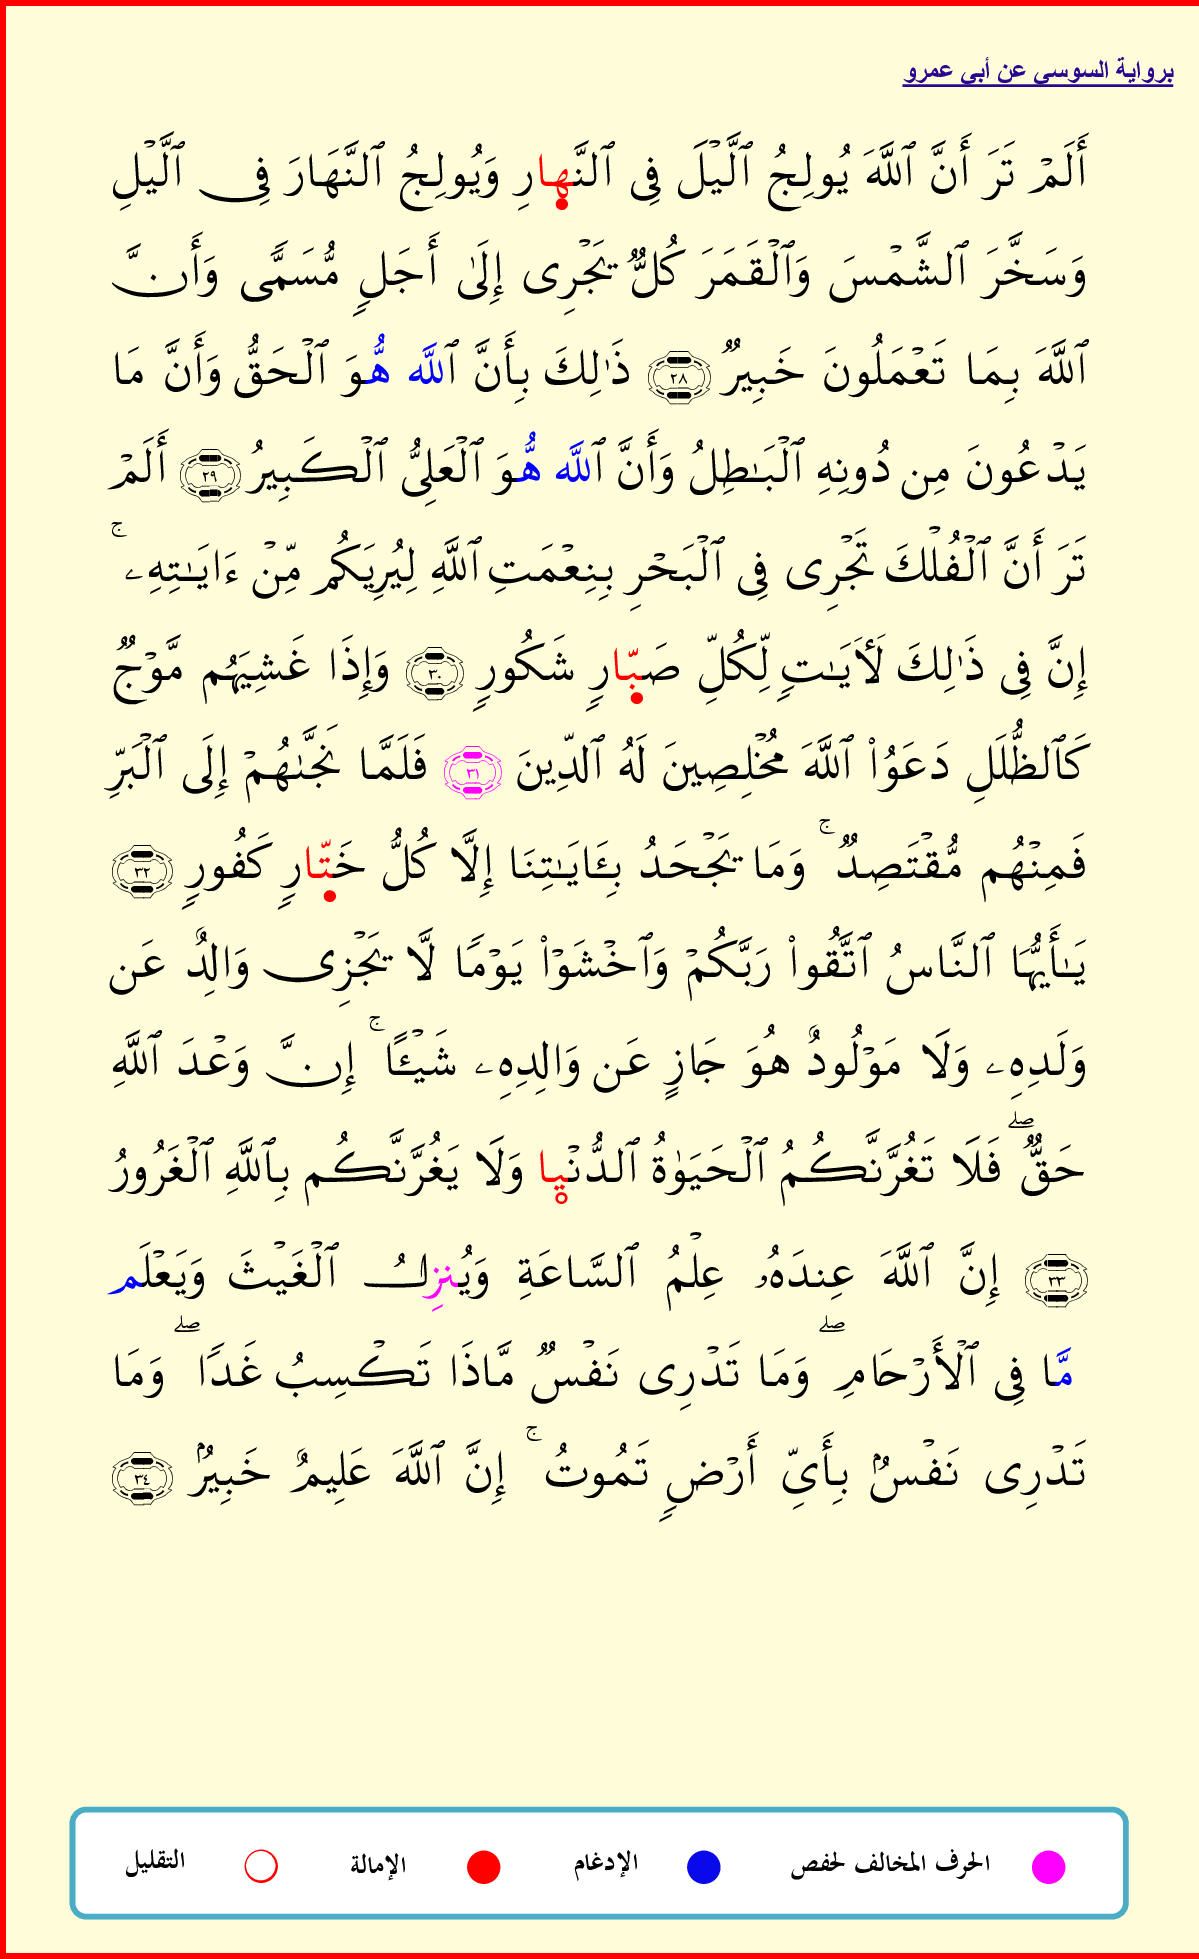 برواية السوسي عن أبي عمرو
أَلَمۡ تَرَ أَنَّ ٱللَّهَ يُولِجُ ٱلَّيۡلَ فِي ٱلنَّهِارِ وَيُولِجُ ٱلنَّهَارَ فِي ٱلَّيۡلِ
وَسَخَّرَ ٱلشَّمۡسَ وَٱلۡقَمَرَ كُلّٞ يَجۡرِي إِلَىٰ أَجَلٖ مُّسَمّٗى وَأَنَّ
ٱللَّهَ بِمَا تَعۡمَلُونَ خَبِيرٞ ٢٨ ذَٰلِكَ بِأَنَّ ٱللَّه هُّوَ ٱلۡحَقُّ وَأَنَّ مَا
يَدۡعُونَ مِن دُونِهِ ٱلۡبَٰطِلُ وَأَنَّ ٱللَّه هُّوَ ٱلۡعَلِيُّ ٱلۡكَبِيرُ ٢٩ أَلَمۡ
تَرَ أَنَّ ٱلۡفُلۡكَ تَجۡرِي فِي ٱلۡبَحۡرِ بِنِعۡمَتِ ٱللَّهِ لِيُرِيَكُم مِّنۡ ءَايَٰتِهِۦۚ
إِنَّ فِي ذَٰلِكَ لَأٓيَٰتٖ لِّكُلِّ صَبّارٖ شَكُورٖ ٣٠ وَإِذَا غَشِيَهُم مَّوۡجٞ
كَٱلظُّلَلِ دَعَوُاْ ٱللَّهَ مُخۡلِصِينَ لَهُ ٱلدِّينَ ٣١ فَلَمَّا نَجَّىٰهُمۡ إِلَى ٱلۡبَرِّ
فَمِنۡهُم مُّقۡتَصِدٞۚ وَمَا يَجۡحَدُ بِـَٔايَٰتِنَا إِلَّا كُلُّ خَتّارٖ كَفُورٖ ٣٢
يَٰٓأَيُّهَا ٱلنَّاسُ ٱتَّقُواْ رَبَّكُمۡ وَٱخۡشَوۡاْ يَوۡمٗا لَّا يَجۡزِي وَالِدٌ عَن
وَلَدِهِۦ وَلَا مَوۡلُودٌ هُوَ جَازٍ عَن وَالِدِهِۦ شَيۡـًٔاۚ إِنَّ وَعۡدَ ٱللَّهِ
حَقّٞۖ فَلَا تَغُرَّنَّكُمُ ٱلۡحَيَوٰةُ ٱلدُّنۡيا وَلَا يَغُرَّنَّكُم بِٱللَّهِ ٱلۡغَرُورُ
٣٣ إِنَّ ٱللَّهَ عِندَهُۥ عِلۡمُ ٱلسَّاعَةِ وَيُنزِلُ ٱلۡغَيۡثَ وَيَعۡلَم
مَّا فِي ٱلۡأَرۡحَامِۖ وَمَا تَدۡرِي نَفۡسٞ مَّاذَا تَكۡسِبُ غَدٗاۖ وَمَا
تَدۡرِي نَفۡسُۢ بِأَيِّ أَرۡضٖ تَمُوتُۚ إِنَّ ٱللَّهَ عَلِيمٌ خَبِيرُۢ ٣٤
الحرف المخالف لحفص الإدغام الإمالة التقليل